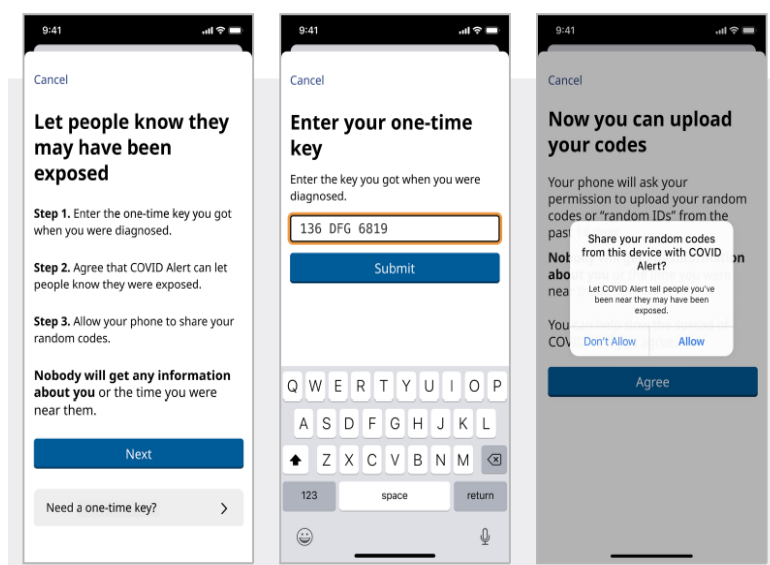 9:41
Cancel
Let people know they
may have been
exposed
Step 1. Enter the one-time key you got
when you were diagnosed.
Step 2. Agree that COVID Alert can let
people know they were exposed.
Step 3. Allow your phone to share your
random codes.
Nobody will get any information
about you or the time you were
near them.
Next
Need a one-time key?
9:41
Cancel
Enter your one-time
key
Enter the key you got when you were
diagnosed.
136 DFG 6819
Submit
Q W E R T Y U I O P
A S D F G H J K L
Z X C V B N M
123 space return
9:41
Cancel
Now you can upload
your codes
Your phone will ask your
permission to upload your random
codes or “random IDs” from the
Share your random codes
from this device with COVID
Alert?
Let COVID Alert tell people you've
been near they may have been
exposed.
Don't Allow Allow
Agree